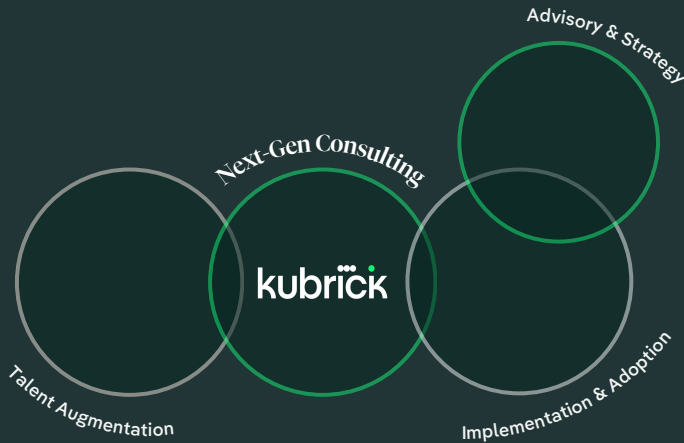 Advisory & Strategy
Next-Gen Consulting
kubrick
Talent Augmentation
Implementation & Adoption